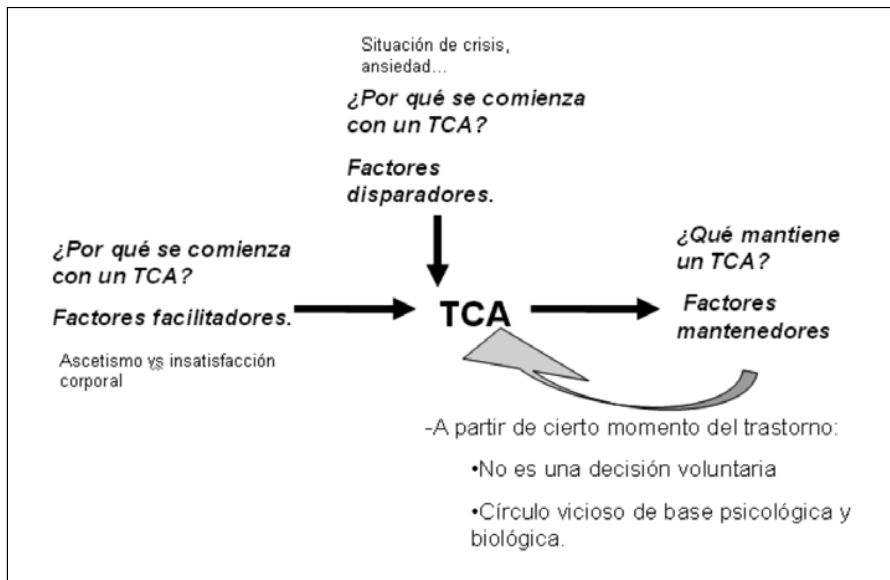 Situación de crisis,
ansiedad...
¿Por qué se comienza
con un TCA?
Factores
disparadores.
¿Por qué se comienza
con un TCA?
Factores facilitadores.
Ascetismo vs insatisfacción
corporal
TCA
¿Qué mantiene
un TCA?
Factores
mantenedores
-A partir de cierto momento del trastorno:
•No es una decisión voluntaria
•Círculo vicioso de base psicológica y
biológica.